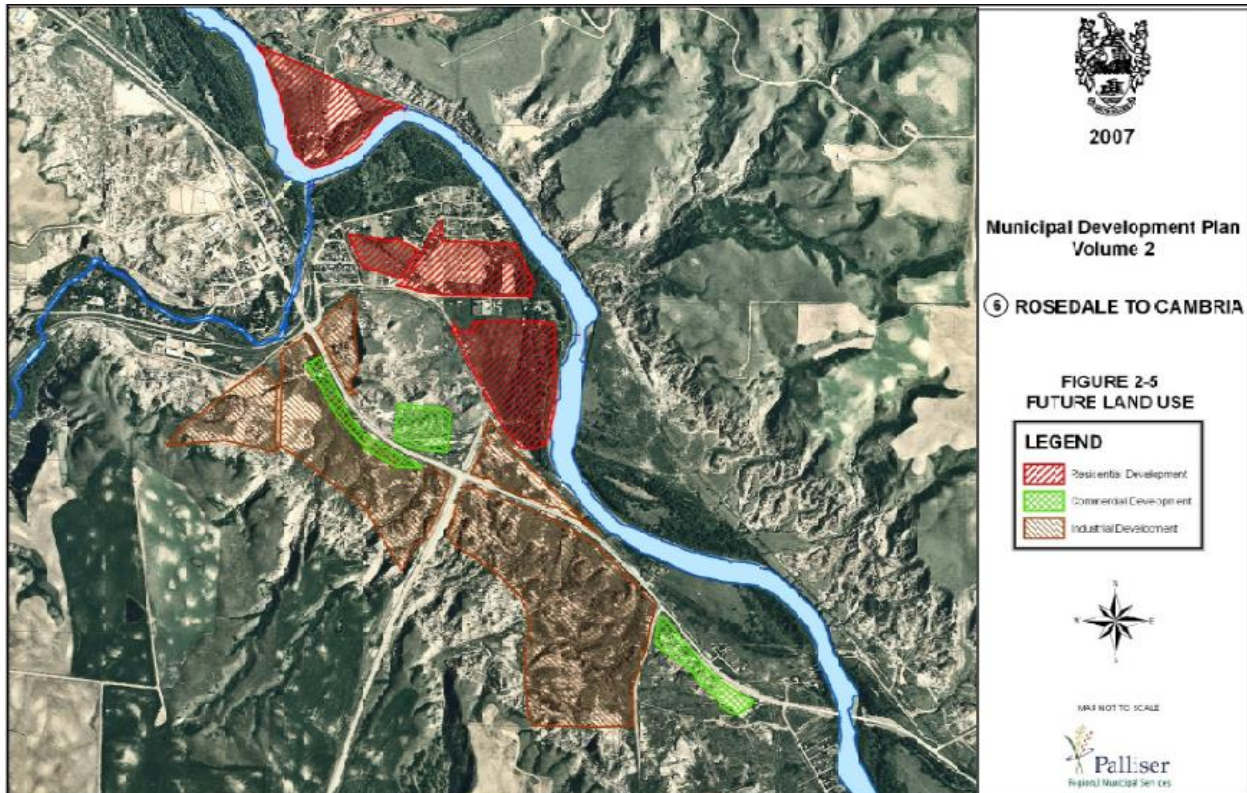 2007
Municipal Development Plan
Volume 2
6 ROSEDALE TO CAMBRIA
FIGURE 2-5
FUTURE LAND USE
LEGEND
Residential Development
Commercial Development
Industrial Development
N
W
E
S
MAP NOT TO SCALE
Palliser
Regional Municipal Services